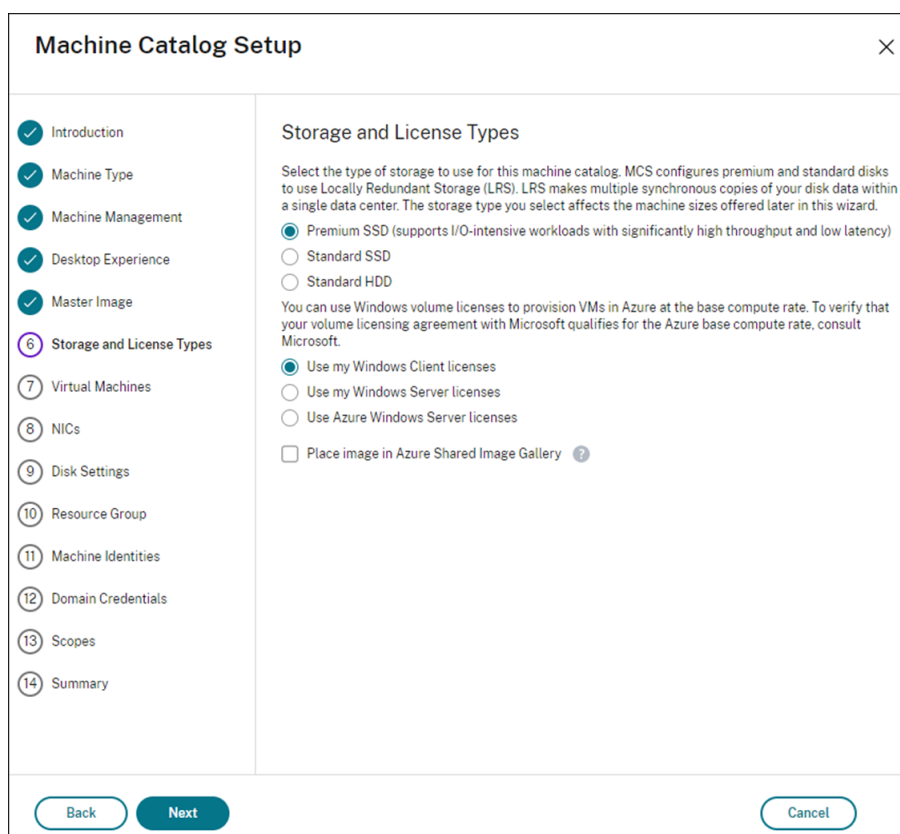 Machine Catalog Setup
Introduction
Machine Type
Machine Management
Desktop Experience
Master Image
6 Storage and License Types
7 Virtual Machines
8 NICs
9 Disk Settings
10 Resource Group
11 Machine Identities
12 Domain Credentials
13 Scopes
14 Summary
Storage and License Types
Select the type of storage to use for this machine catalog. MCS configures premium and standard disks
to use Locally Redundant Storage (LRS). LRS makes multiple synchronous copies of your disk data within
a single data center. The storage type you select affects the machine sizes offered later in this wizard.
Premium SSD (supports I/O-intensive workloads with significantly high throughput and low latency)
Standard SSD
Standard HDD
You can use Windows volume licenses to provision VMs in Azure at the base compute rate. To verify that
your volume licensing agreement with Microsoft qualifies for the Azure base compute rate, consult
Microsoft.
Use my Windows Client licenses
Use my Windows Server licenses
Use Azure Windows Server licenses
Place image in Azure Shared Image Gallery ?
Back
Next
Cancel